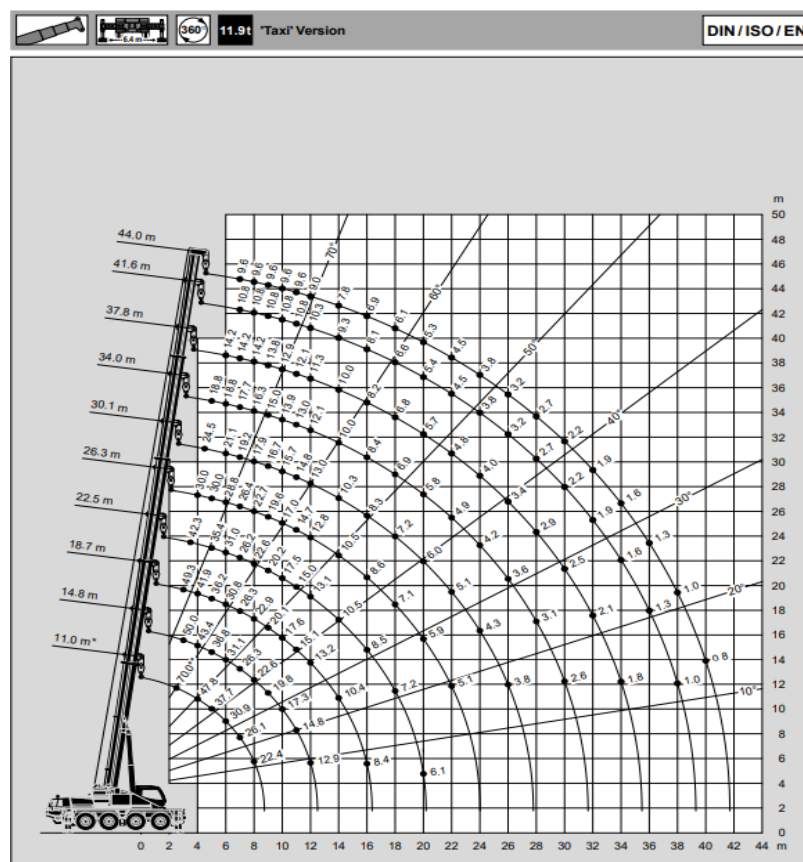 6.4 m
360°
11.9 t 'Taxi' Version
DIN / ISO / EN
m
50
48
46
44
42
40
38
36
34
32
30
28
26
24
22
20
18
16
14
12
10
8
6
4
2
0
70°
60°
50°
40°
30°
20°
10°
44.0 m
9.6 9.6 9.6 9.6 9.6 9.0 7.8 6.9 6.1 5.3 4.5 3.8 3.2 2.7 2.2 1.9 1.6 1.3 1.0 0.8
41.6 m
10.8 10.8 10.8 10.8 10.8 10.3 9.3 8.1 6.6 5.4 4.5 3.8 3.2 2.7 2.2 1.9 1.6 1.3 1.0
37.8 m
14.2 14.2 14.2 13.8 12.9 12.1 11.3 10.0 8.2 6.8 5.7 4.8 4.0 3.4 2.9 2.5 2.1 1.8
34.0 m
18.8 18.8 17.7 16.3 15.0 13.9 13.0 12.1 10.0 8.4 6.9 5.8 4.9 4.2 3.6 3.1 2.6
30.1 m
24.5 21.1 19.2 17.9 16.7 15.7 14.8 13.0 10.3 8.3 7.2 6.0 5.1 4.3 3.8
26.3 m
30.0 30.0 28.8 26.4 22.7 19.6 17.0 14.7 12.8 10.5 8.6 7.1 5.9 5.1
22.5 m
42.3 35.4 31.0 26.2 22.6 20.2 17.5 15.0 13.1 10.5 8.5 7.2 6.1
18.7 m
49.3 41.9 36.2 30.8 26.3 22.9 20.1 17.6 15.1 13.2 10.4 8.4
14.8 m
50.0 43.4 36.8 31.1 26.3 22.6 19.8 17.3 14.8 12.9
11.0 m*
70.0* 47.8 37.7 30.9 26.1 22.4
0 2 4 6 8 10 12 14 16 18 20 22 24 26 28 30 32 34 36 38 40 42 44 m